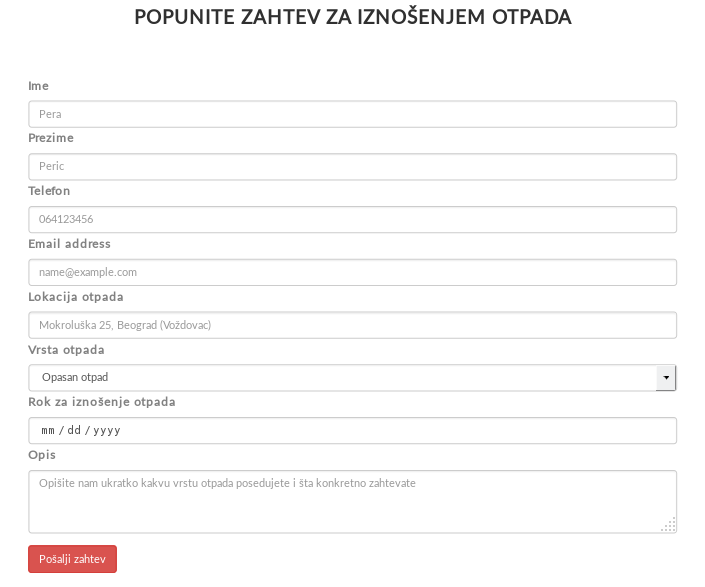 POPUNITE ZAHTEV ZA IZNOŠENJEM OTPADA
Ime
Pera
Prezime
Peric
Telefon
064123456
Email address
name@example.com
Lokacija otpada
Mokroluška 25, Beograd (Voždovac)
Vrsta otpada
Opasan otpad
Rok za iznošenje otpada
mm / dd / yyyy
Opis
Opišite nam ukratko kakvu vrstu otpada posedujete i šta konkretno zahtevate
Pošalji zahtev